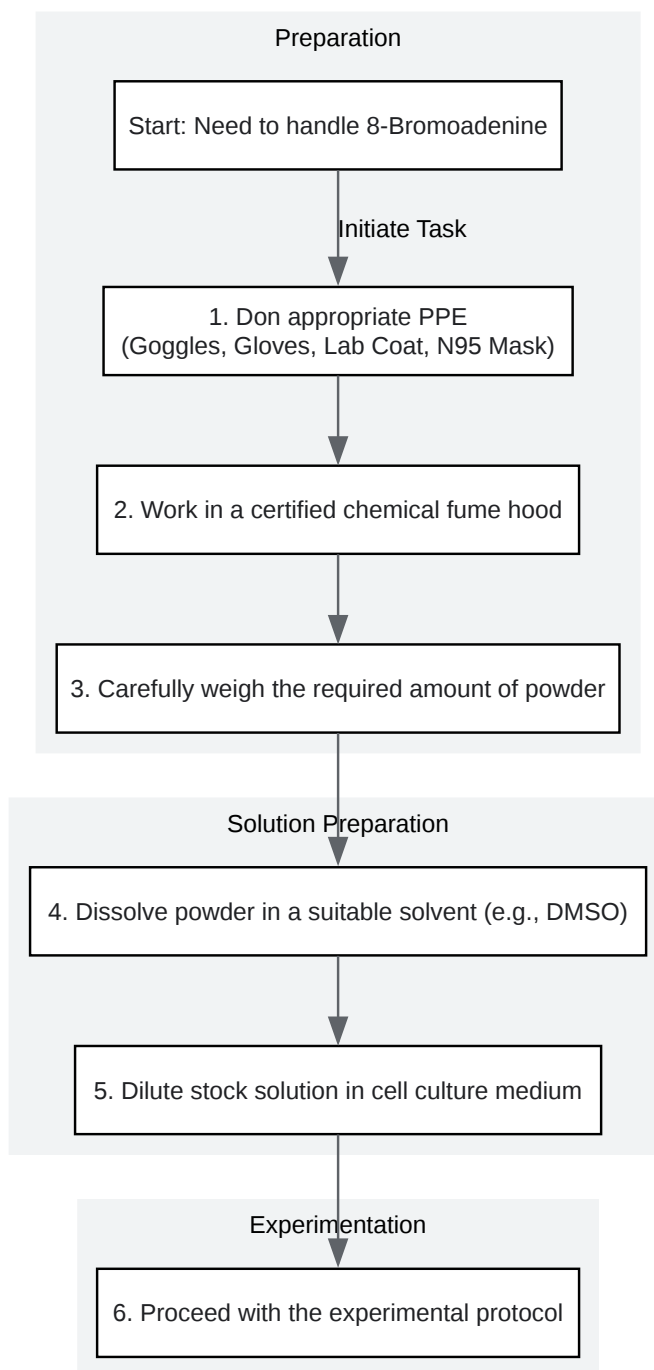 Preparation
Start: Need to handle 8-Bromoadenine
Initiate Task
1. Don appropriate PPE
(Goggles, Gloves, Lab Coat, N95 Mask)
2. Work in a certified chemical fume hood
3. Carefully weigh the required amount of powder
Solution Preparation
4. Dissolve powder in a suitable solvent (e.g., DMSO)
5. Dilute stock solution in cell culture medium
Experimentation
6. Proceed with the experimental protocol